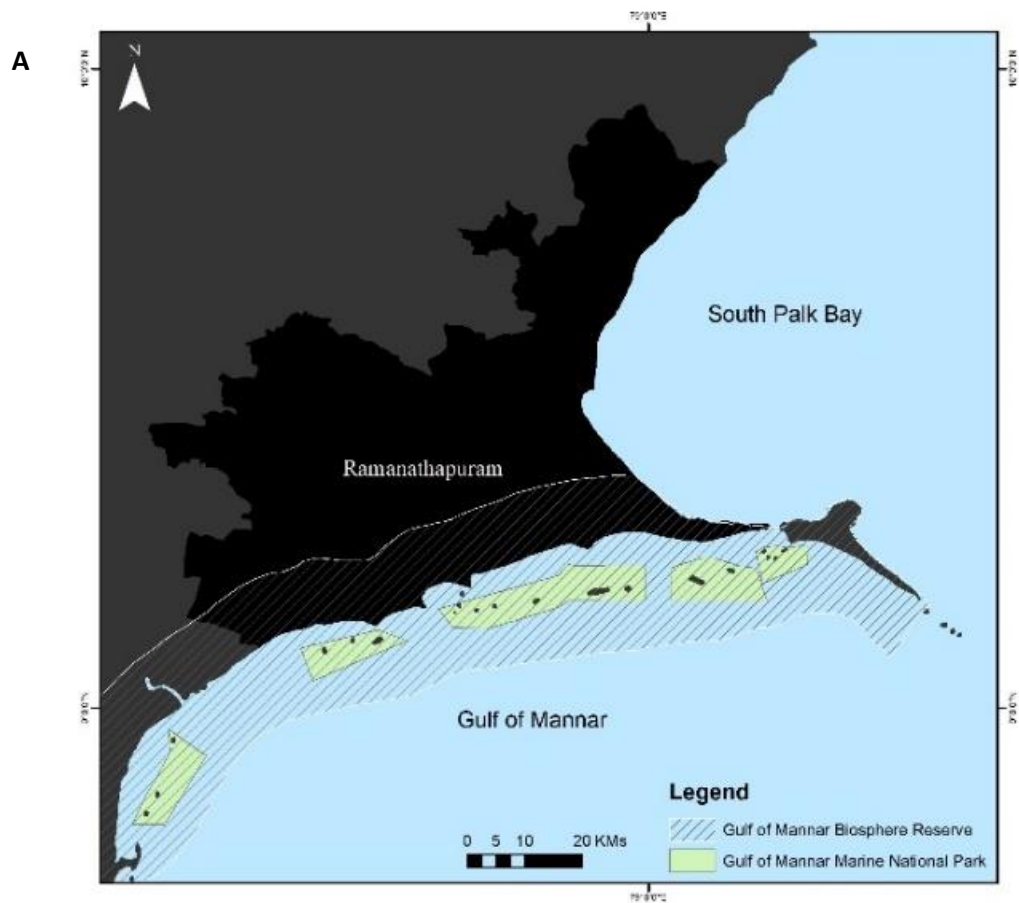 A
N
South Palk Bay
Ramanathapuram
Gulf of Mannar
Legend
0 5 10 20 KMs
Gulf of Mannar Biosphere Reserve
Gulf of Mannar Marine National Park